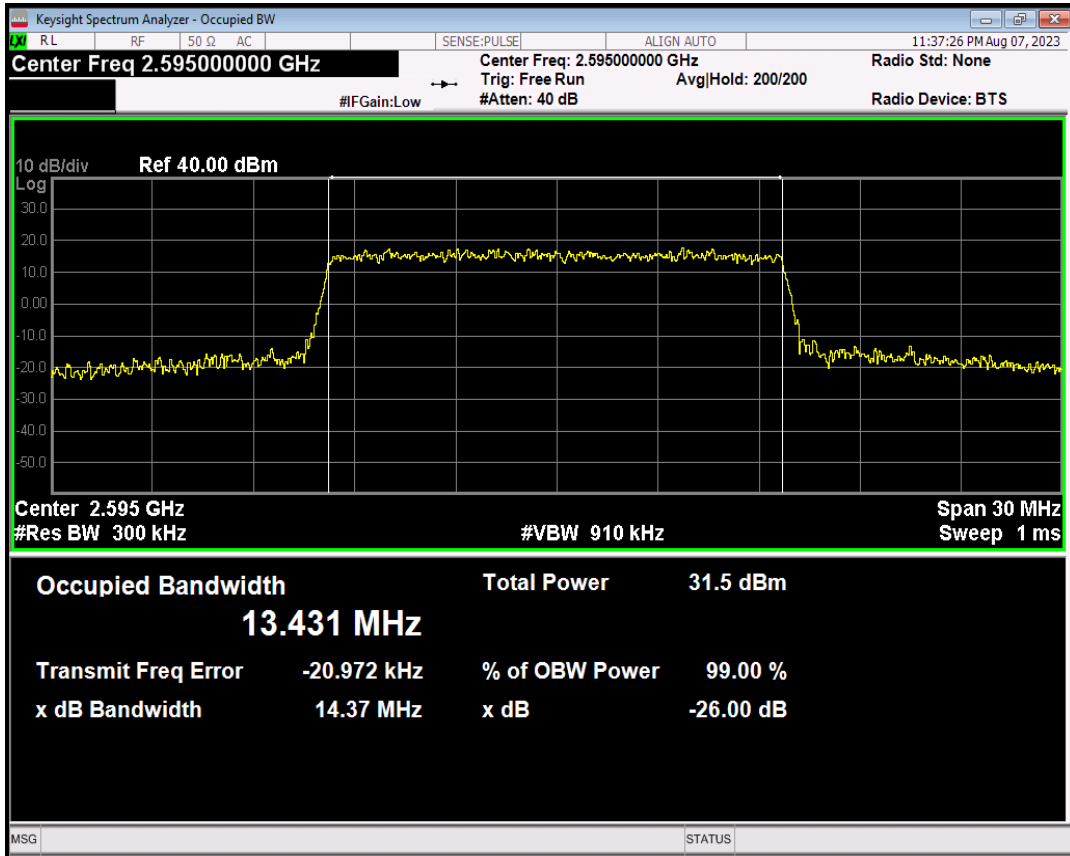 Keysight Spectrum Analyzer - Occupied BW
LXI RL RF 50 Ω AC SENSE:PULSE ALIGN AUTO 11:37:26 PM Aug 07, 2023
Center Freq 2.595000000 GHz Center Freq: 2.595000000 GHz Radio Std: None
Trig: Free Run Avg|Hold: 200/200
#IFGain:Low #Atten: 40 dB Radio Device: BTS
10 dB/div Ref 40.00 dBm
Log
30.0
20.0
10.0
0.00
-10.0
-20.0
-30.0
-40.0
-50.0
Center 2.595 GHz Span 30 MHz
#Res BW 300 kHz #VBW 910 kHz Sweep 1 ms
Occupied Bandwidth Total Power 31.5 dBm
13.431 MHz
Transmit Freq Error -20.972 kHz % of OBW Power 99.00 %
x dB Bandwidth 14.37 MHz x dB -26.00 dB
MSG STATUS